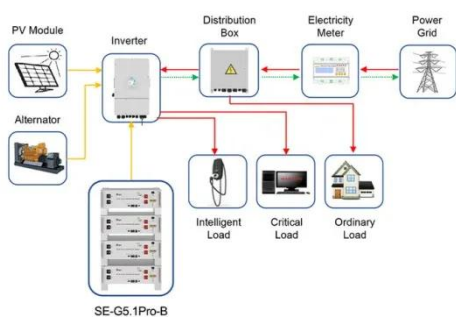 PV Module
Inverter
Distribution
Box
Electricity
Meter
Power
Grid
Alternator
Intelligent
Load
Critical
Load
Ordinary
Load
SE-G5.1Pro-B